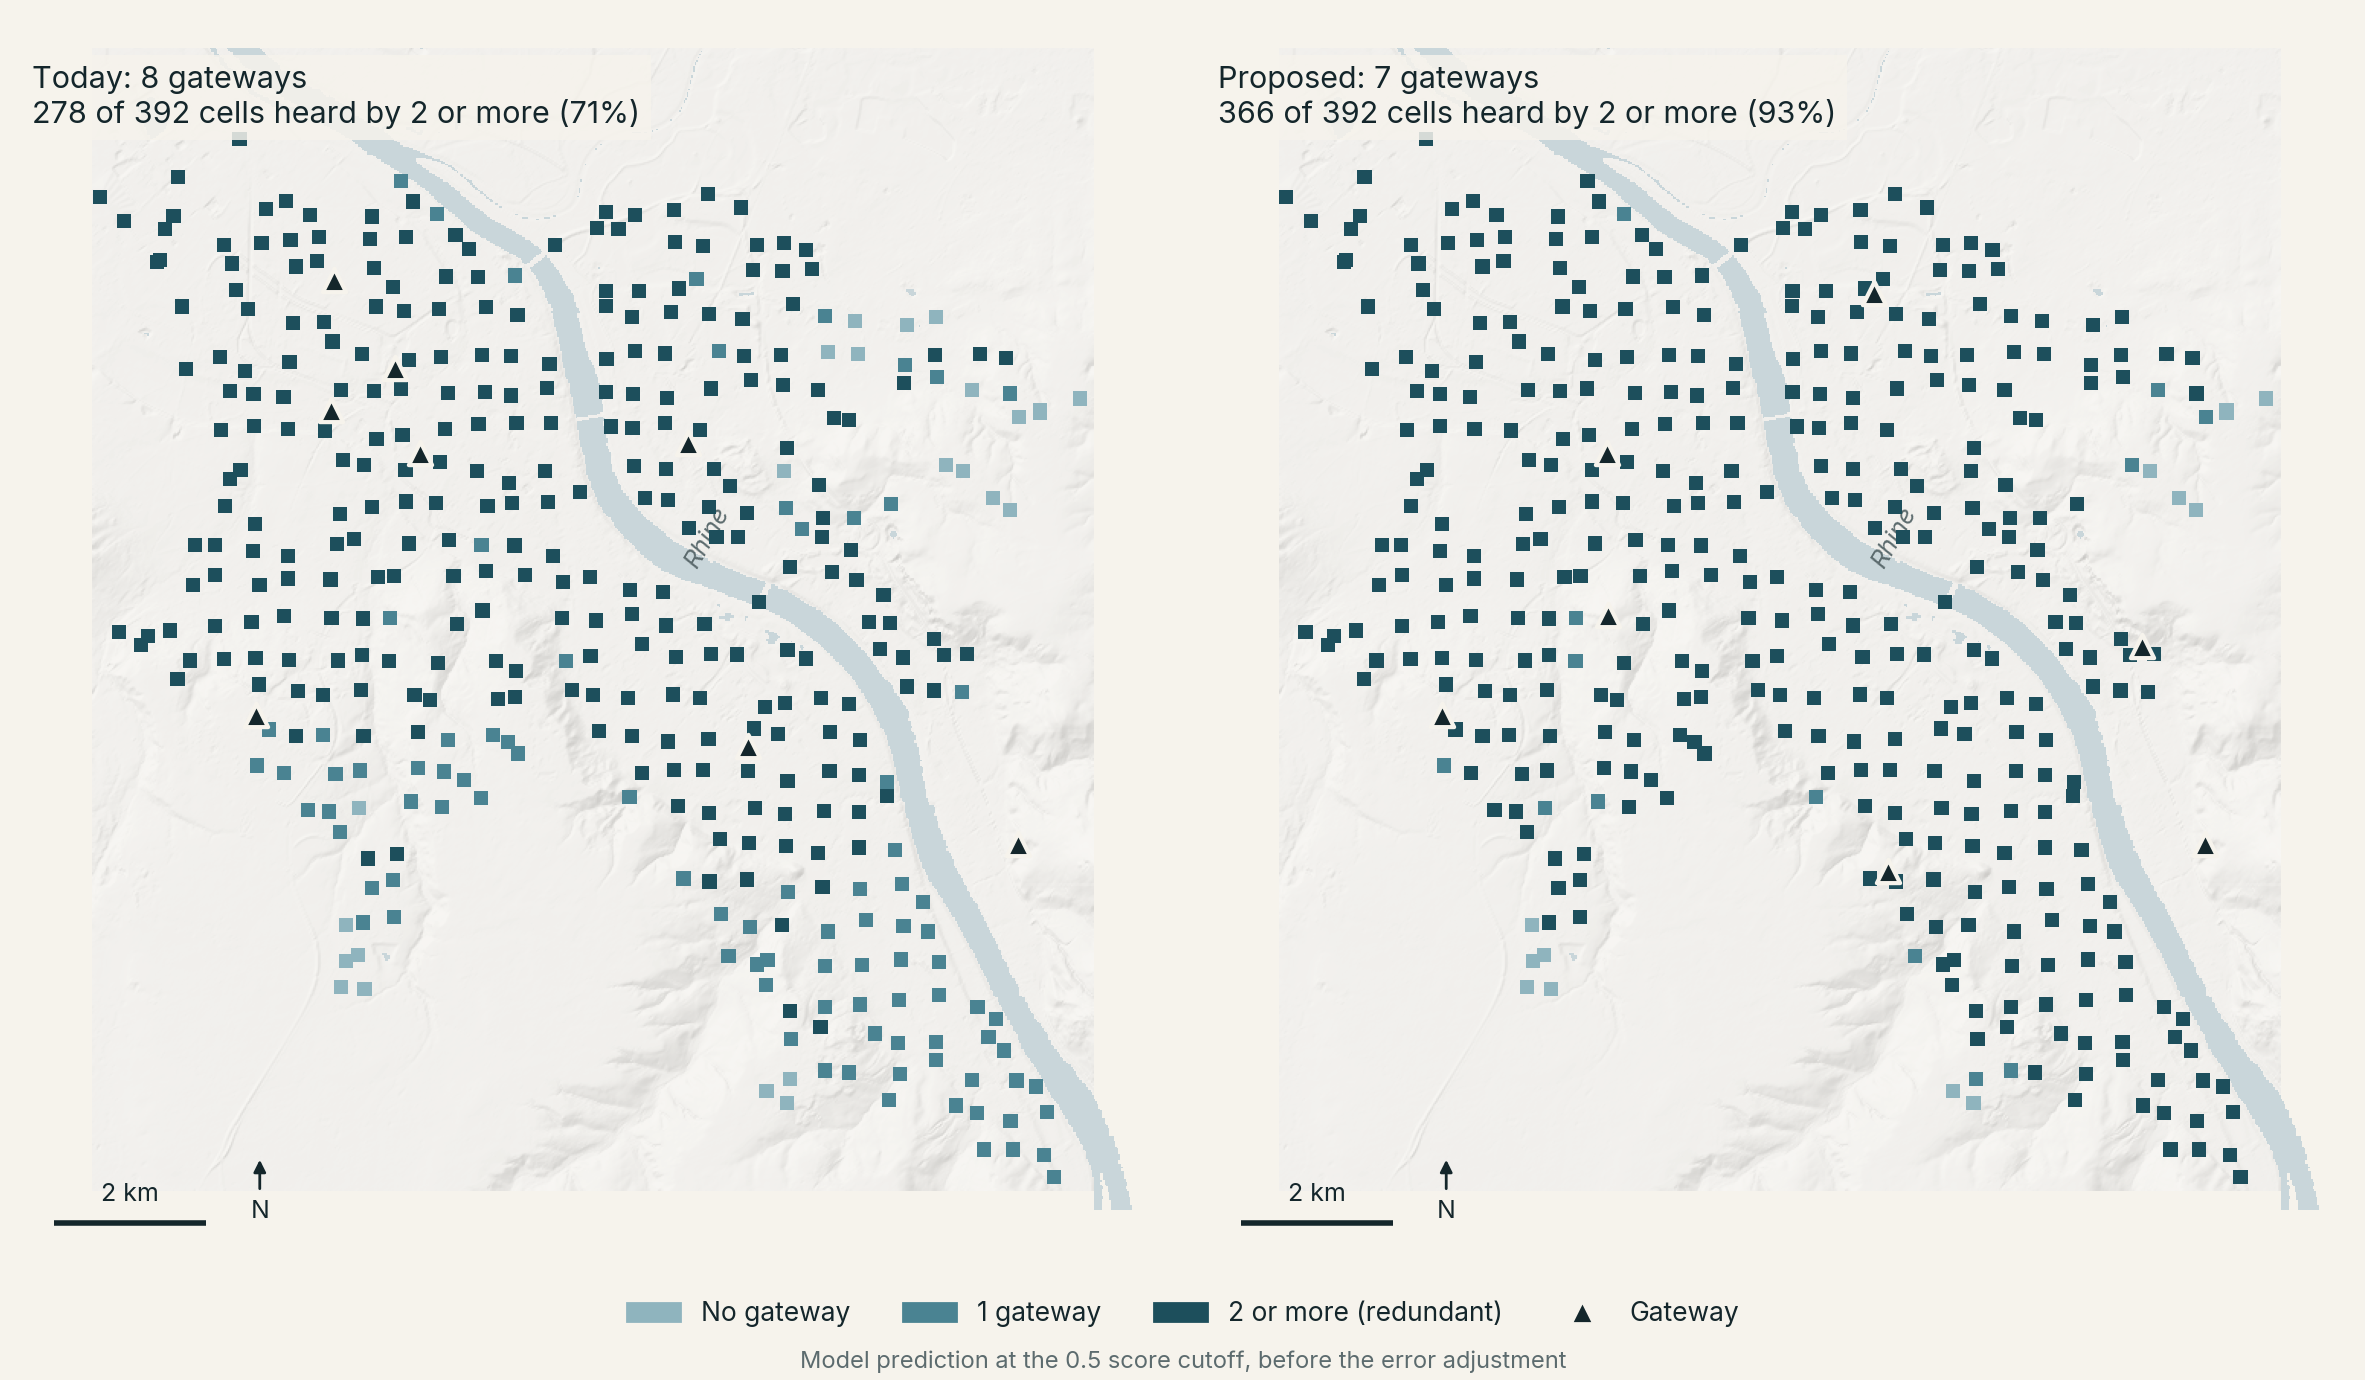 Today: 8 gateways
278 of 392 cells heard by 2 or more (71%)
Rhine
2 km
N
Proposed: 7 gateways
366 of 392 cells heard by 2 or more (93%)
Rhine
2 km
N
No gateway
1 gateway
2 or more (redundant)
Gateway
Model prediction at the 0.5 score cutoff, before the error adjustment